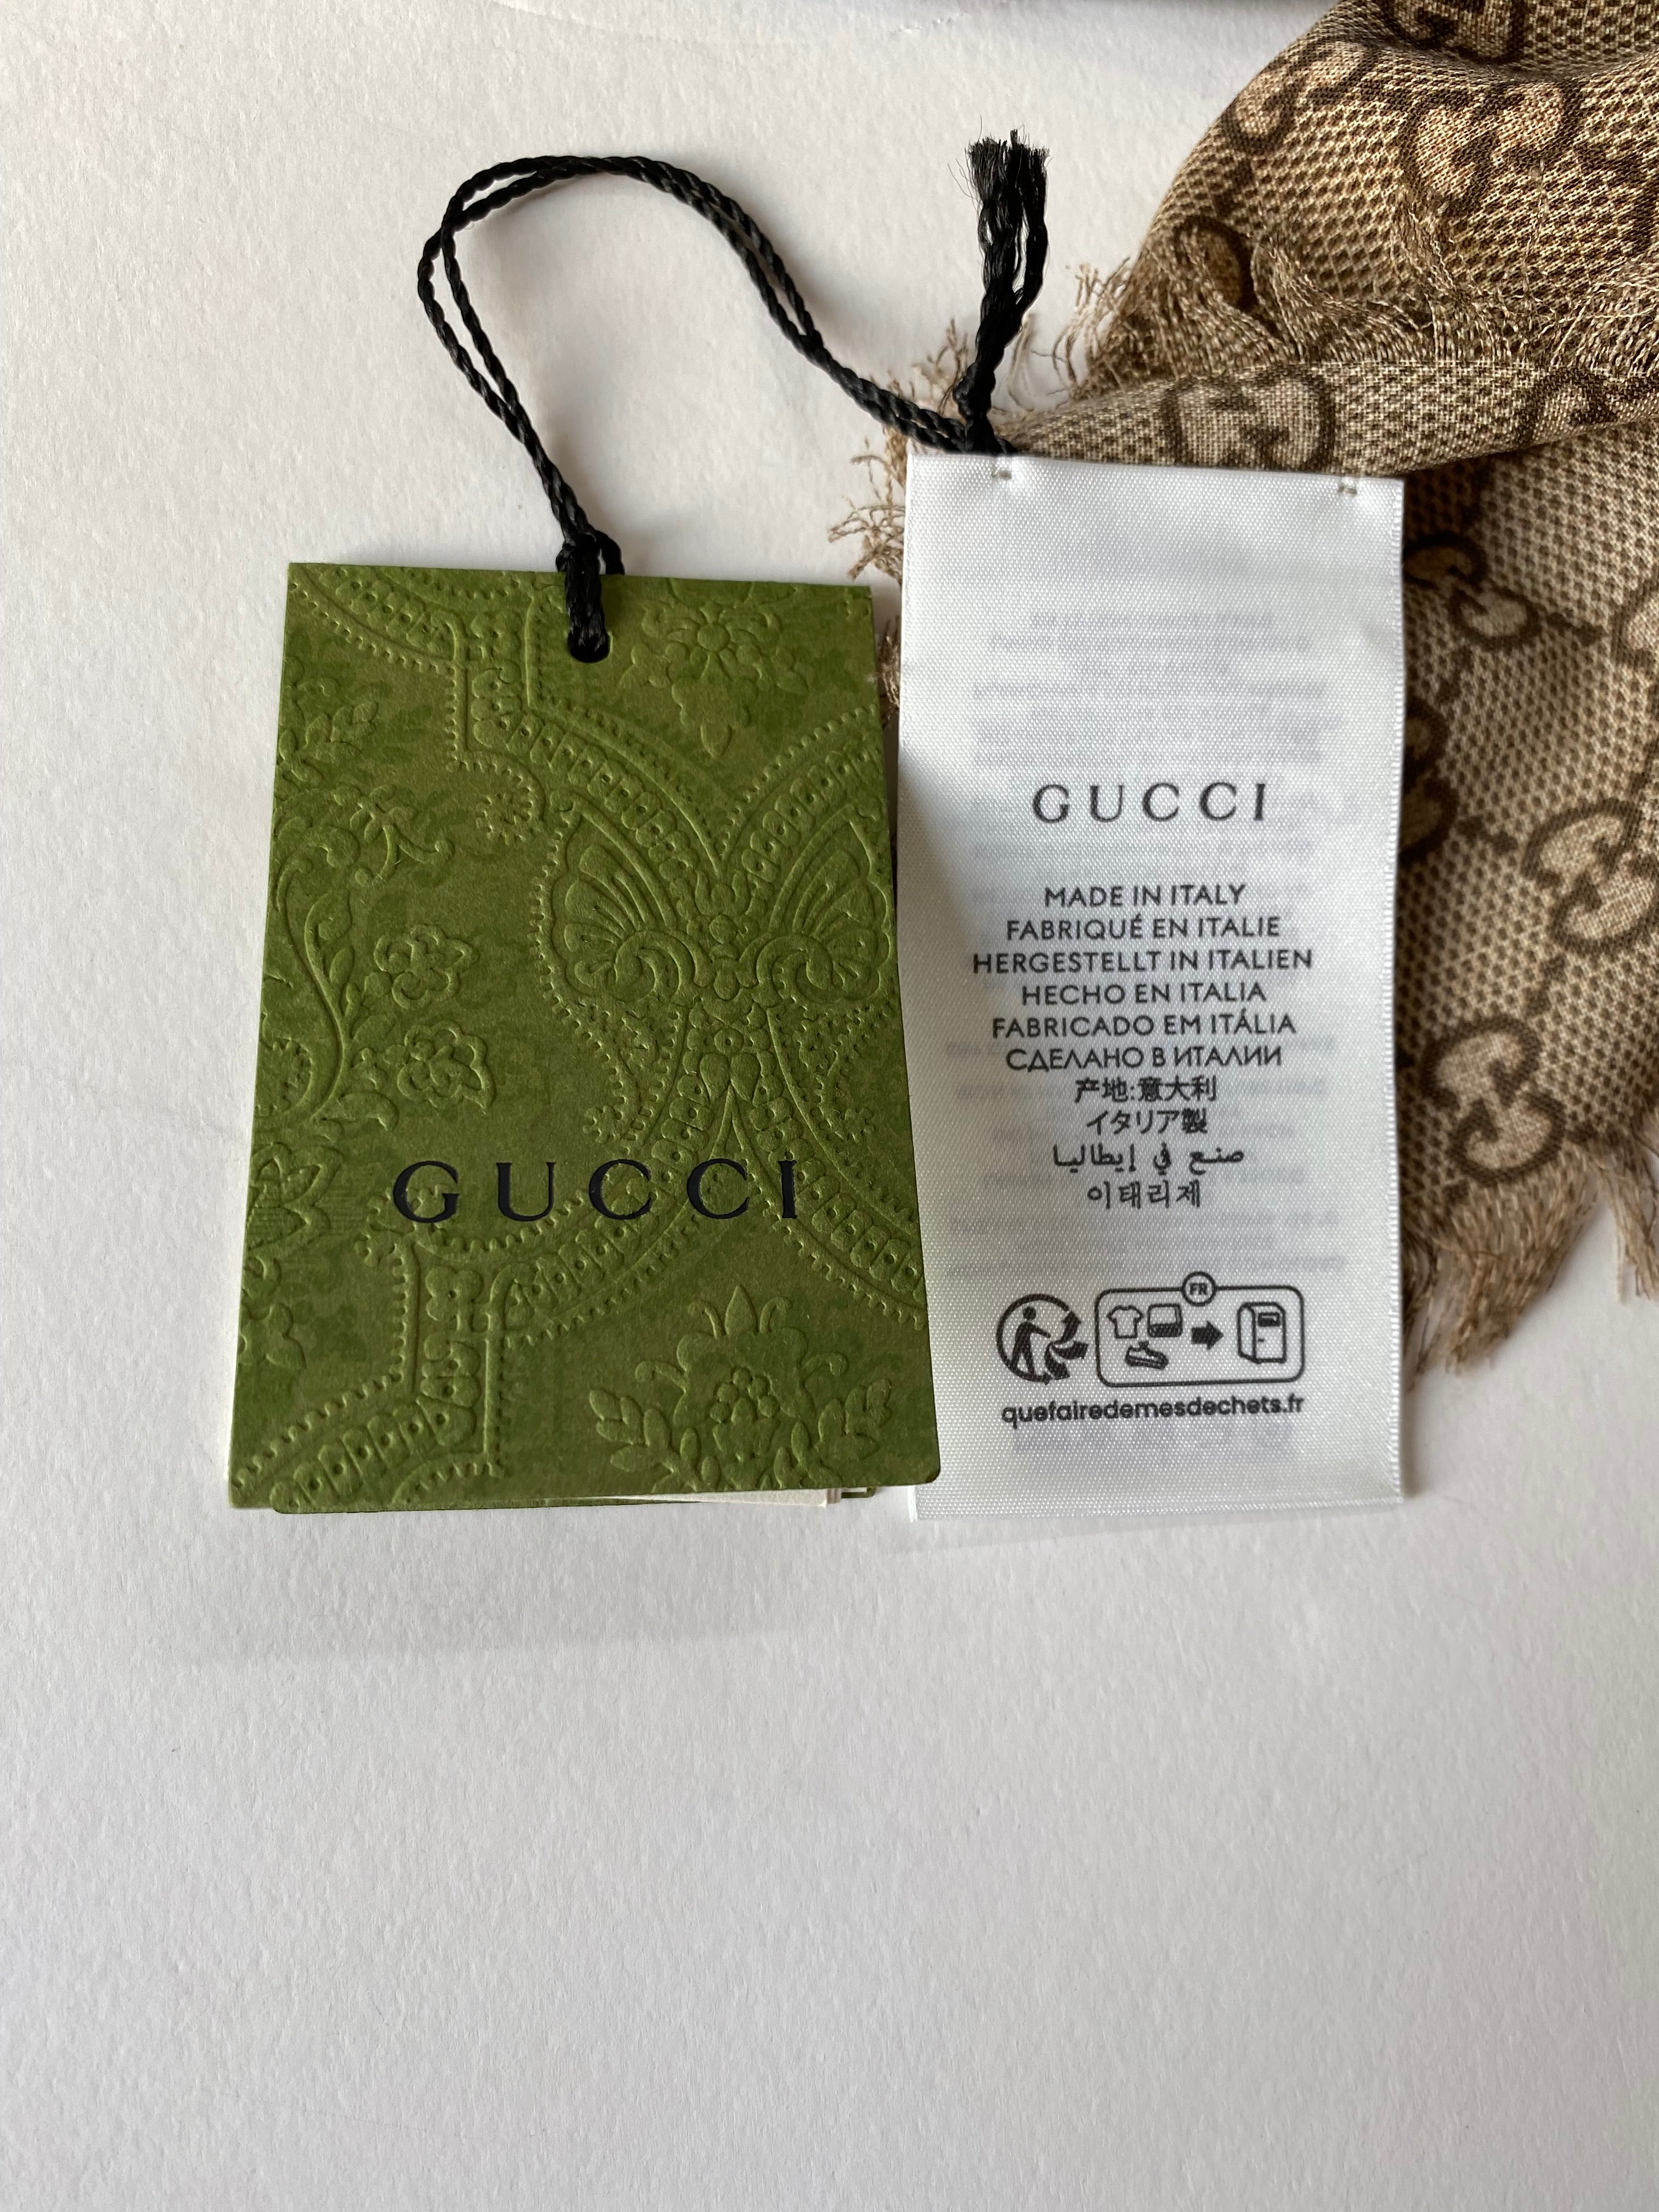 GUCCI
GUCCI
MADE IN ITALY
FABRIQUÉ EN ITALIE
HERGESTELLT IN ITALIEN
HECHO EN ITALIA
FABRICADO EM ITÁLIA
СДЕЛАНО В ИТАЛИИ
产地:意大利
イタリア製
صنع في إيطاليا
이태리제
FR
quefairedemesdechets.fr